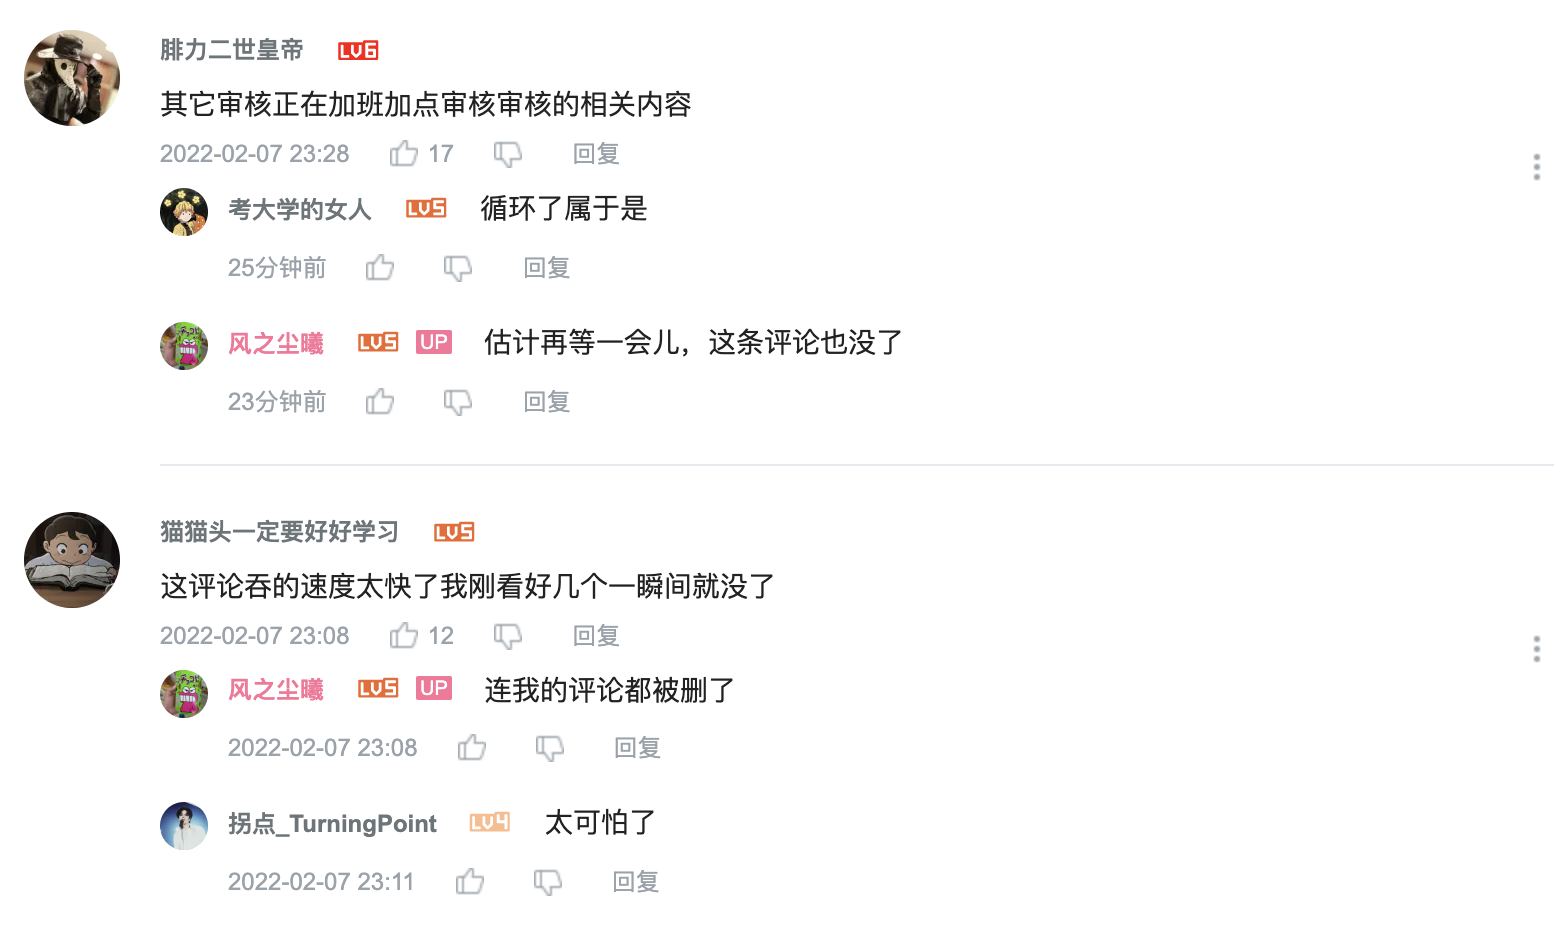 腓力二世皇帝 LV6
其它审核正在加班加点审核审核的相关内容
2022-02-07 23:28 17 回复
考大学的女人 LV5 循环了属于是
25分钟前 回复
风之尘曦 LV5 UP 估计再等一会儿，这条评论也没了
23分钟前 回复
猫猫头一定要好好学习 LV5
这评论吞的速度太快了我刚看好几个一瞬间就没了
2022-02-07 23:08 12 回复
风之尘曦 LV5 UP 连我的评论都被删了
2022-02-07 23:08 回复
拐点_TurningPoint LV4 太可怕了
2022-02-07 23:11 回复